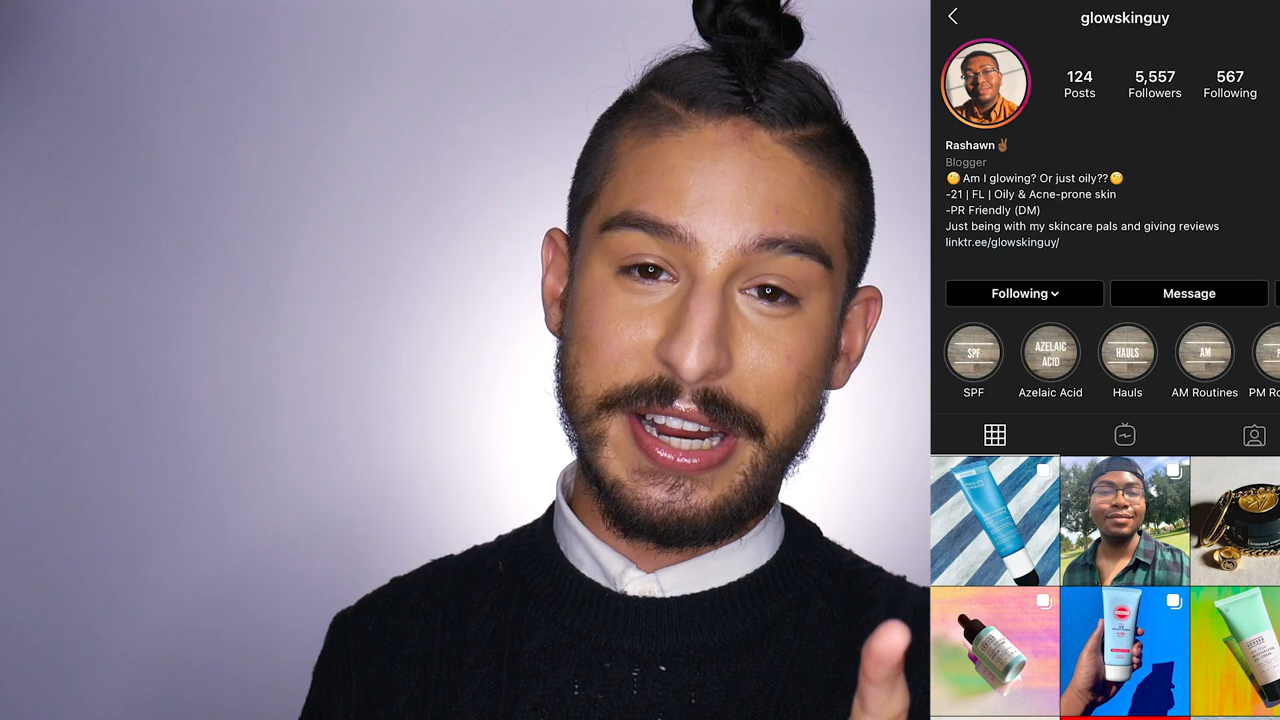 glowskinguy
124
Posts
5,557
Followers
567
Following
Rashawn✌🏾
Blogger
🧐Am I glowing? Or just oily??🧐
-21 | FL | Oily & Acne-prone skin
-PR Friendly (DM)
Just being with my skincare pals and giving reviews
linktr.ee/glowskinguy/
Following
Message
SPF
AZELAIC
ACID
HAULS
AM
SPF
Azelaic Acid
Hauls
AM Routines
PM Ro
PAULA'S
CHOICE